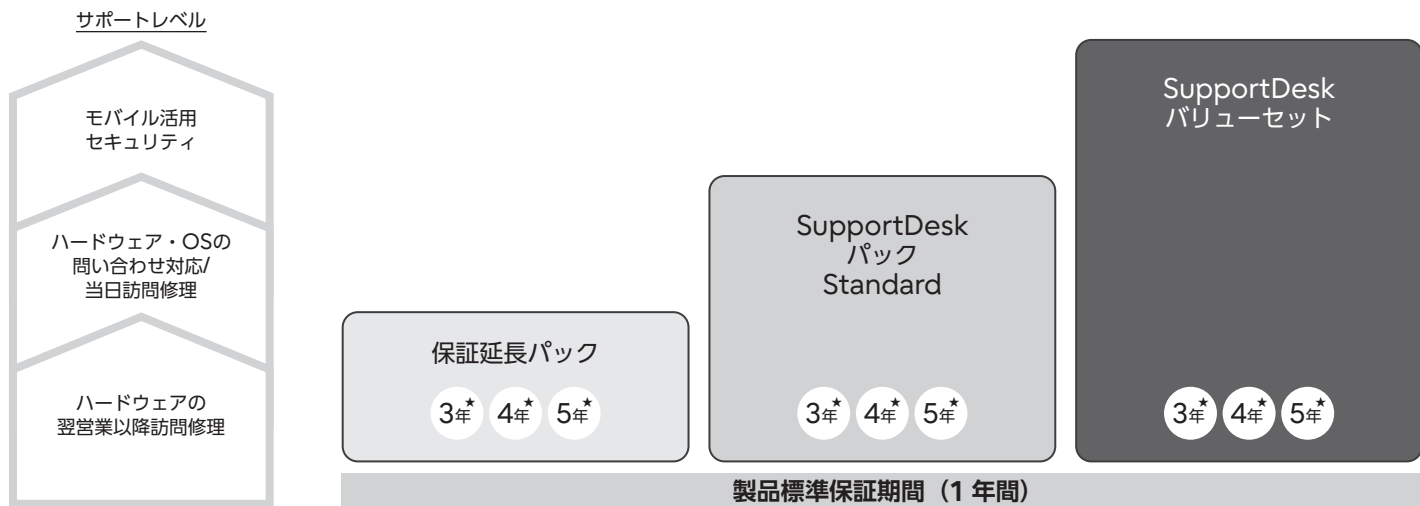 サポートレベル
モバイル活用
セキュリティ
ハードウェア・OSの
問い合わせ対応/
当日訪問修理
ハードウェアの
翌営業以降訪問修理
保証延長パック
3年★ 4年★ 5年★
SupportDesk
パック
Standard
3年★ 4年★ 5年★
SupportDesk
バリューセット
3年★ 4年★ 5年★
製品標準保証期間（1 年間）